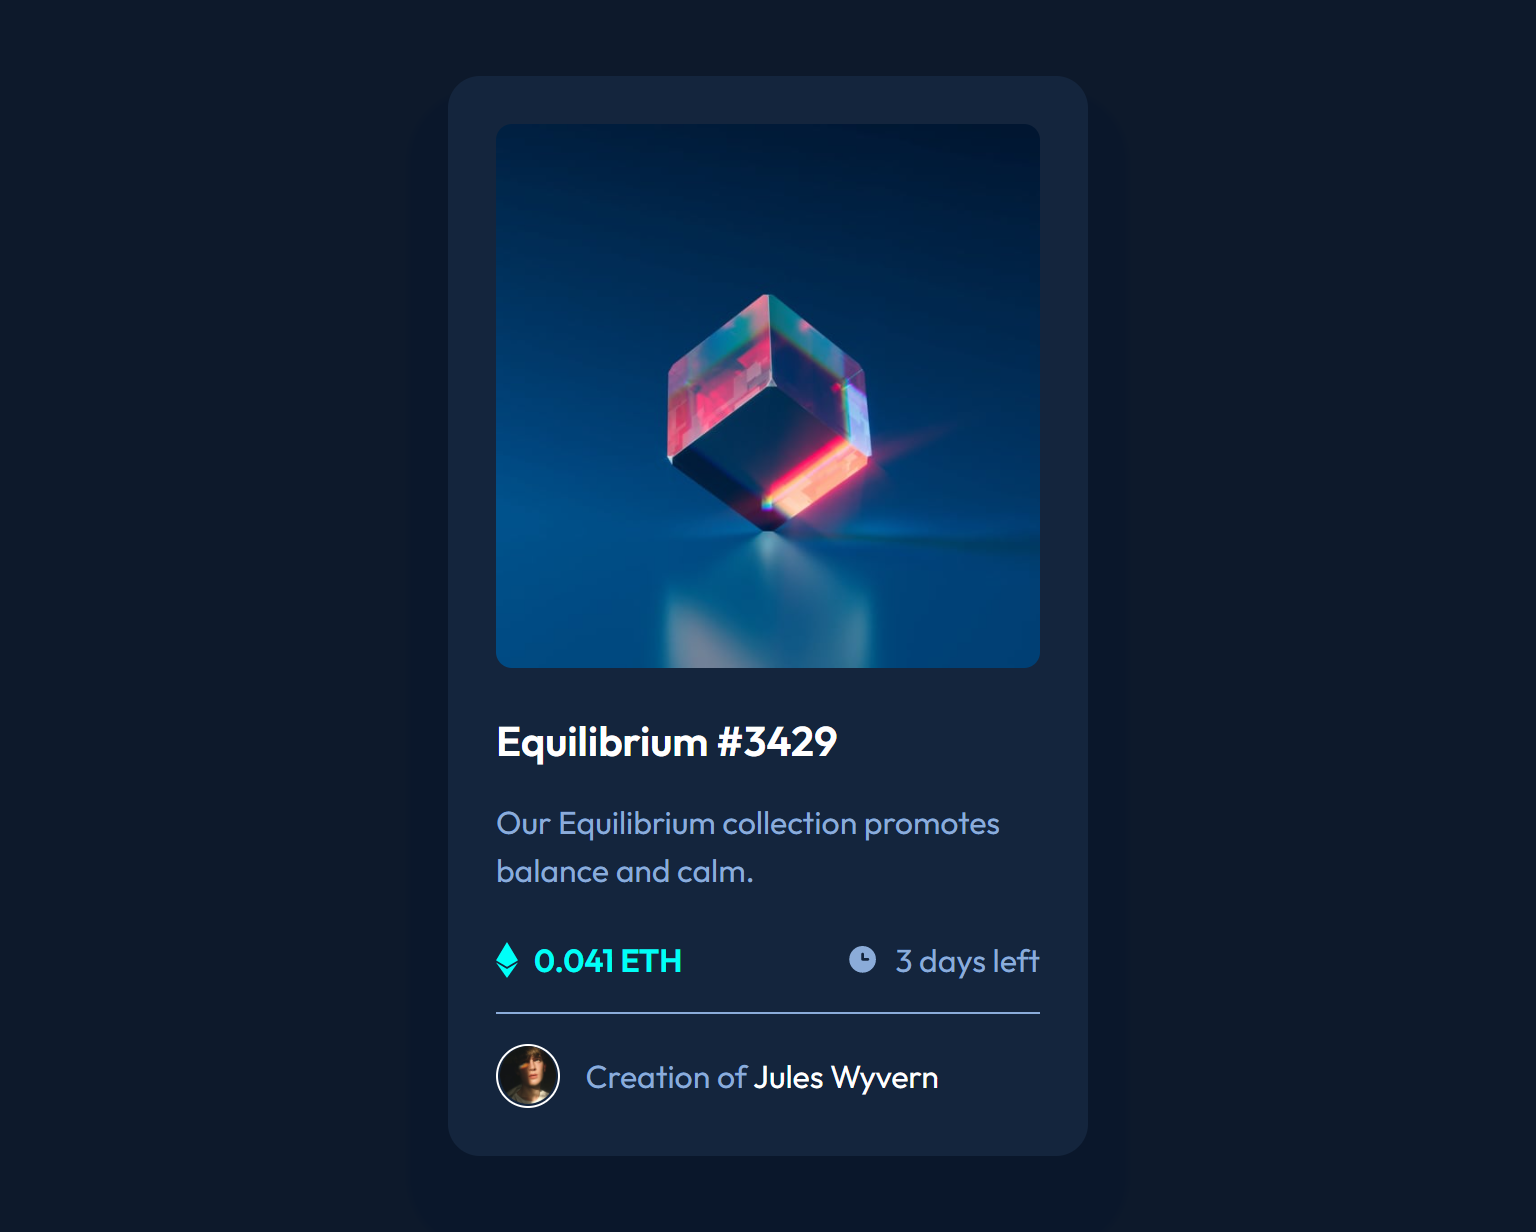 Equilibrium #3429
Our Equilibrium collection promotes
balance and calm.
0.041 ETH
3 days left
Creation of Jules Wyvern